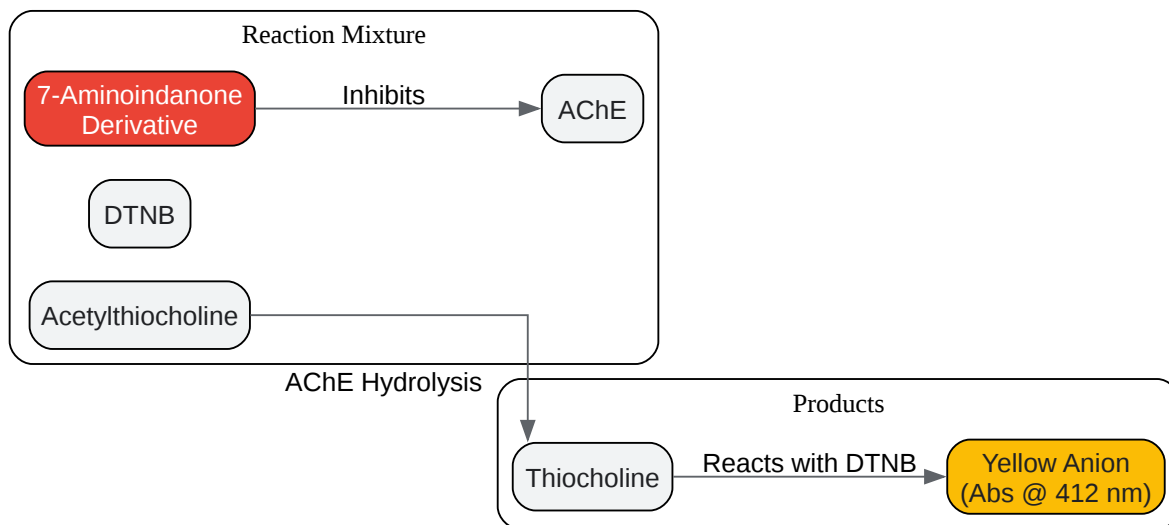 Reaction Mixture
7-Aminoindanone
Derivative
Inhibits
AChE
DTNB
Acetylthiocholine
AChE Hydrolysis
Products
Thiocholine
Reacts with DTNB
Yellow Anion
(Abs @ 412 nm)